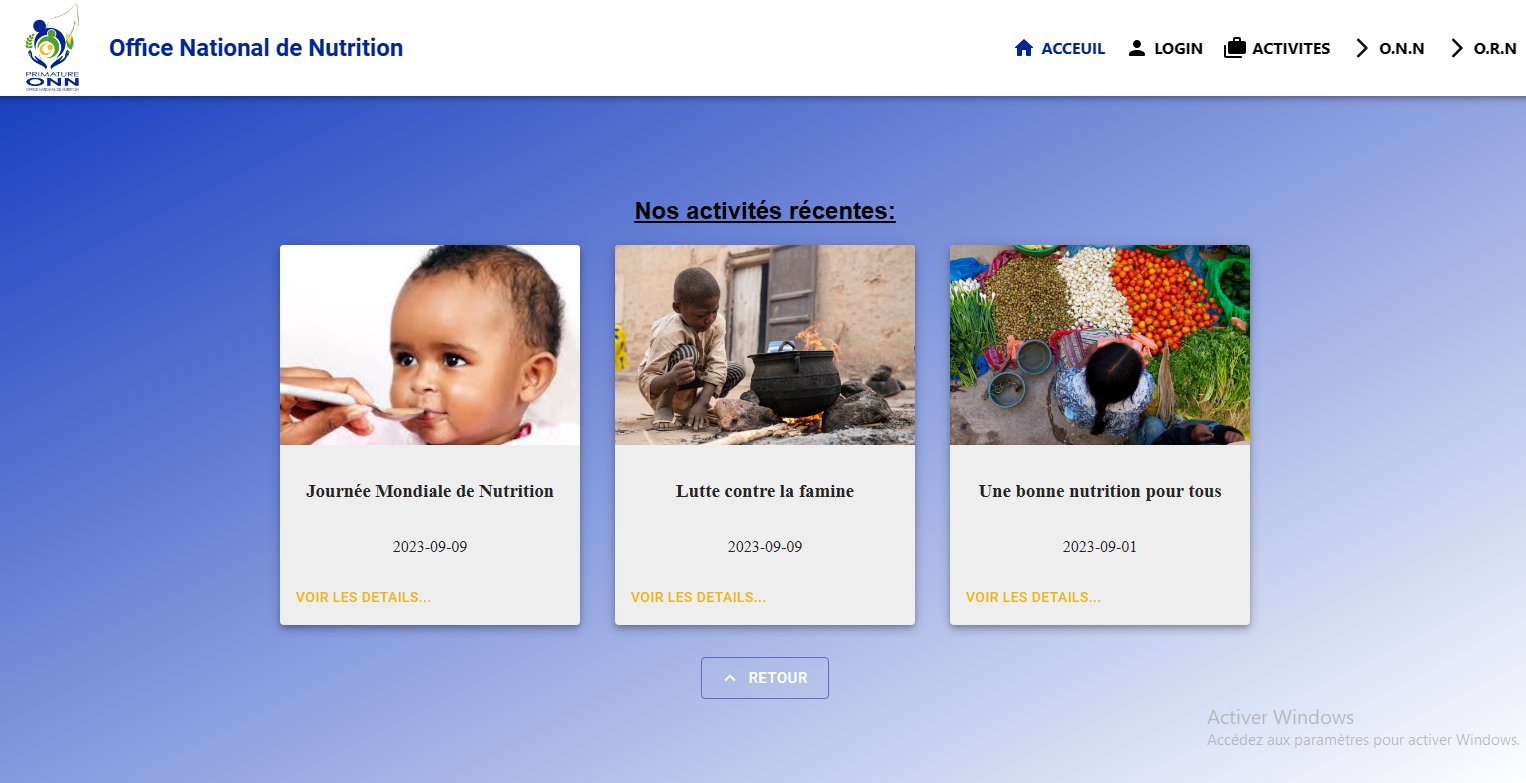 PRIMATURE
ONN
OFFICE NATIONAL DE NUTRITION
Office National de Nutrition
ACCEUIL
LOGIN
ACTIVITES
O.N.N
O.R.N
Nos activités récentes:
Journée Mondiale de Nutrition
2023-09-09
VOIR LES DETAILS...
Lutte contre la famine
2023-09-09
VOIR LES DETAILS...
Une bonne nutrition pour tous
2023-09-01
VOIR LES DETAILS...
RETOUR
Activer Windows
Accédez aux paramètres pour activer Windows.